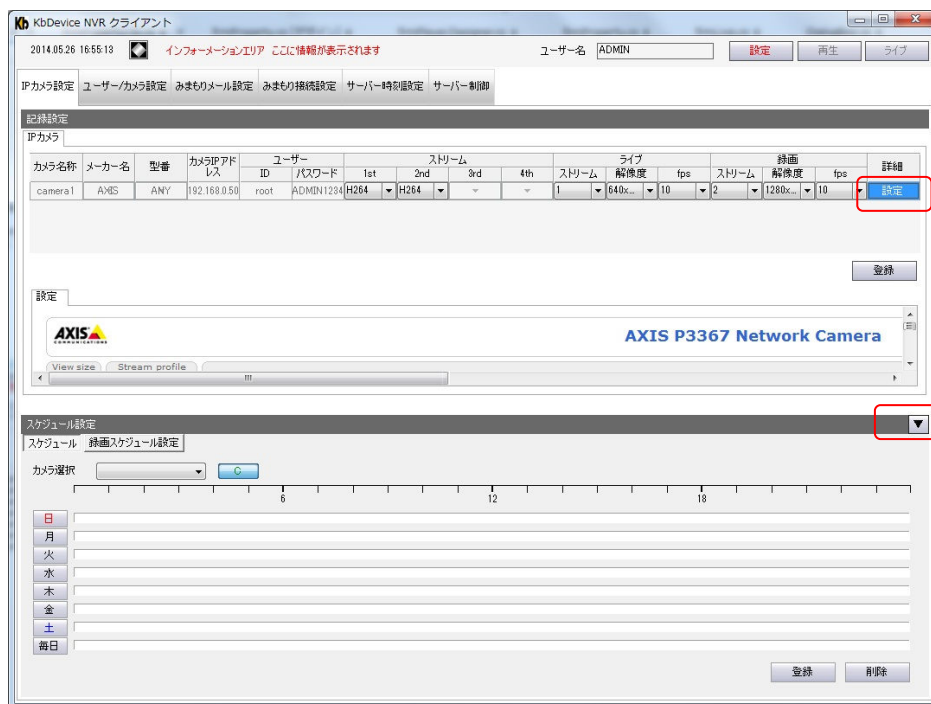 KbDevice NVR クライアント
2014.05.26 16:55:13 インフォーメーションエリア ここに情報が表示されます ユーザー名 ADMIN 設定 再生 ライブ
IPカメラ設定 ユーザー/カメラ設定 みまもりメール設定 みまもり接続設定 サーバー時刻設定 サーバー制御
記録設定
IPカメラ
カメラ名称 メーカー名 型番 カメラIPアドレス ユーザー ストリーム ライブ 録画 詳細
ID パスワード 1st 2nd 3rd 4th ストリーム 解像度 fps ストリーム 解像度 fps
camera1 AXIS ANY 192.168.0.50 root ADMIN1234 H264 H264 1 640x... 10 2 1280x... 10 設定
登録
設定
AXIS COMMUNICATIONS AXIS P3367 Network Camera
View size Stream profile
スケジュール設定
スケジュール 録画スケジュール設定
カメラ選択 C
6 12 18
日
月
火
水
木
金
土
毎日
登録 削除